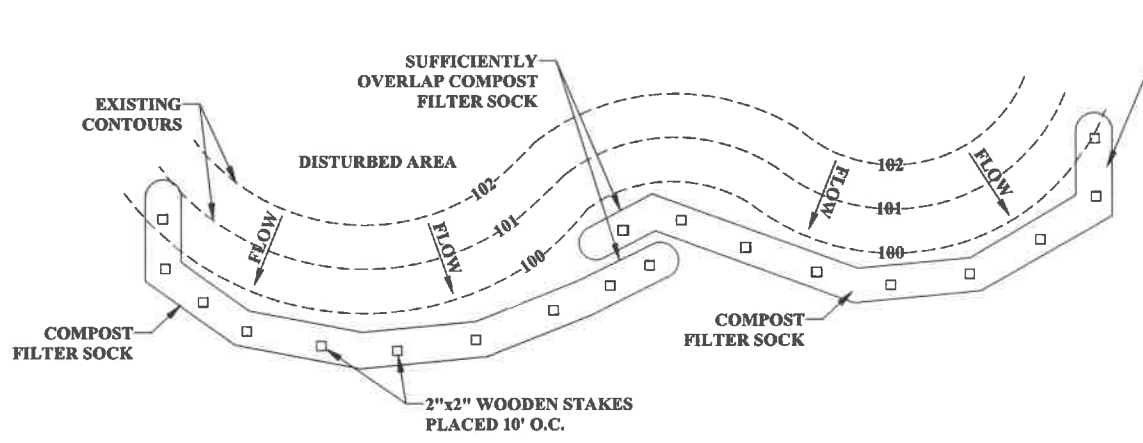 SUFFICIENTLY
OVERLAP COMPOST
FILTER SOCK
EXISTING
CONTOURS
DISTURBED AREA
102
101
100
FLOW
FLOW
102
101
100
FLOW
FLOW
COMPOST
FILTER SOCK
COMPOST
FILTER SOCK
2"x2" WOODEN STAKES
PLACED 10' O.C.